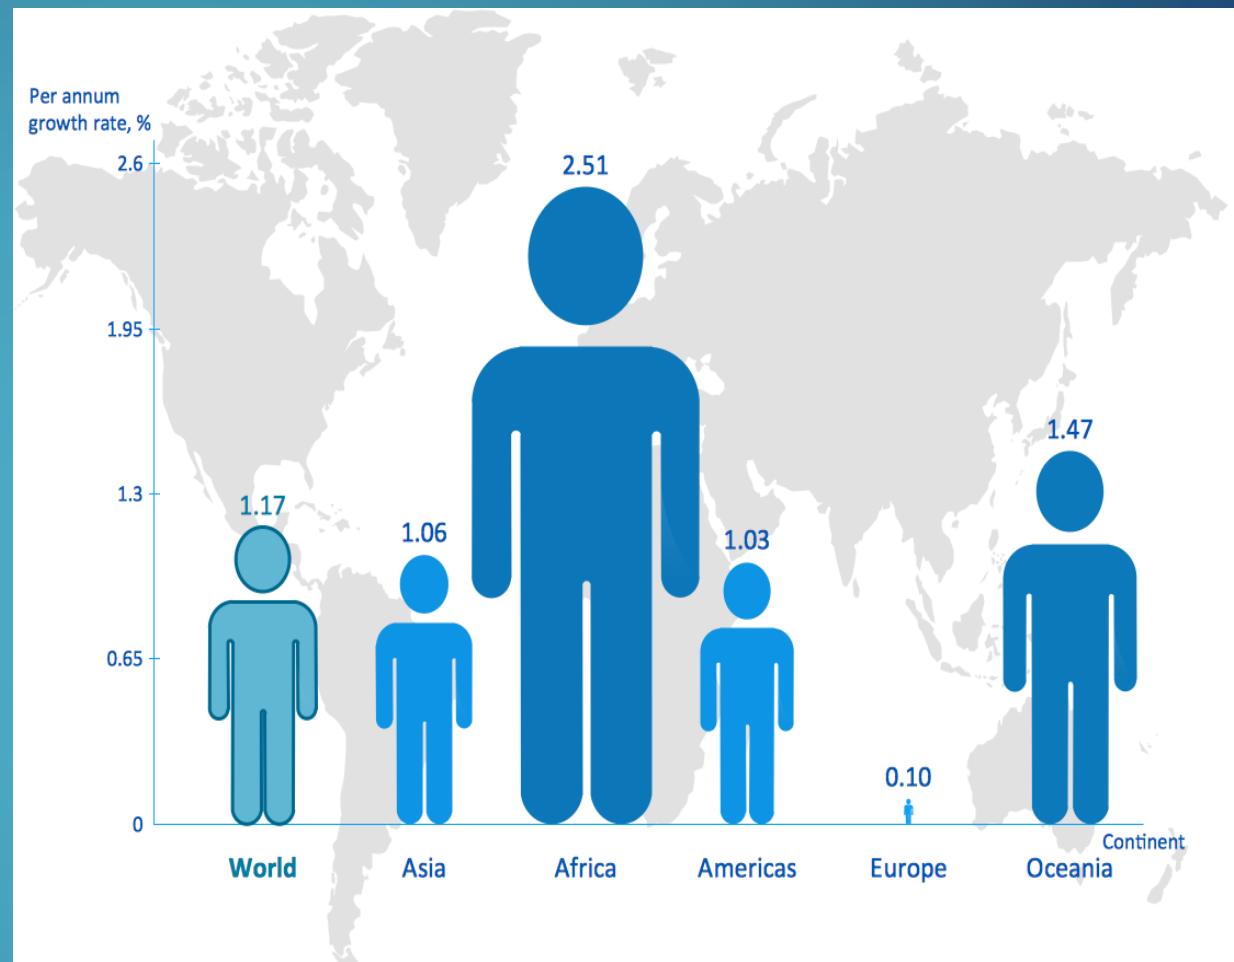 Per annum
growth rate, %
2.6
1.95
1.3
0.65
0
1.17
1.06
2.51
1.03
0.10
1.47
World
Asia
Africa
Americas
Europe
Oceania
Continent